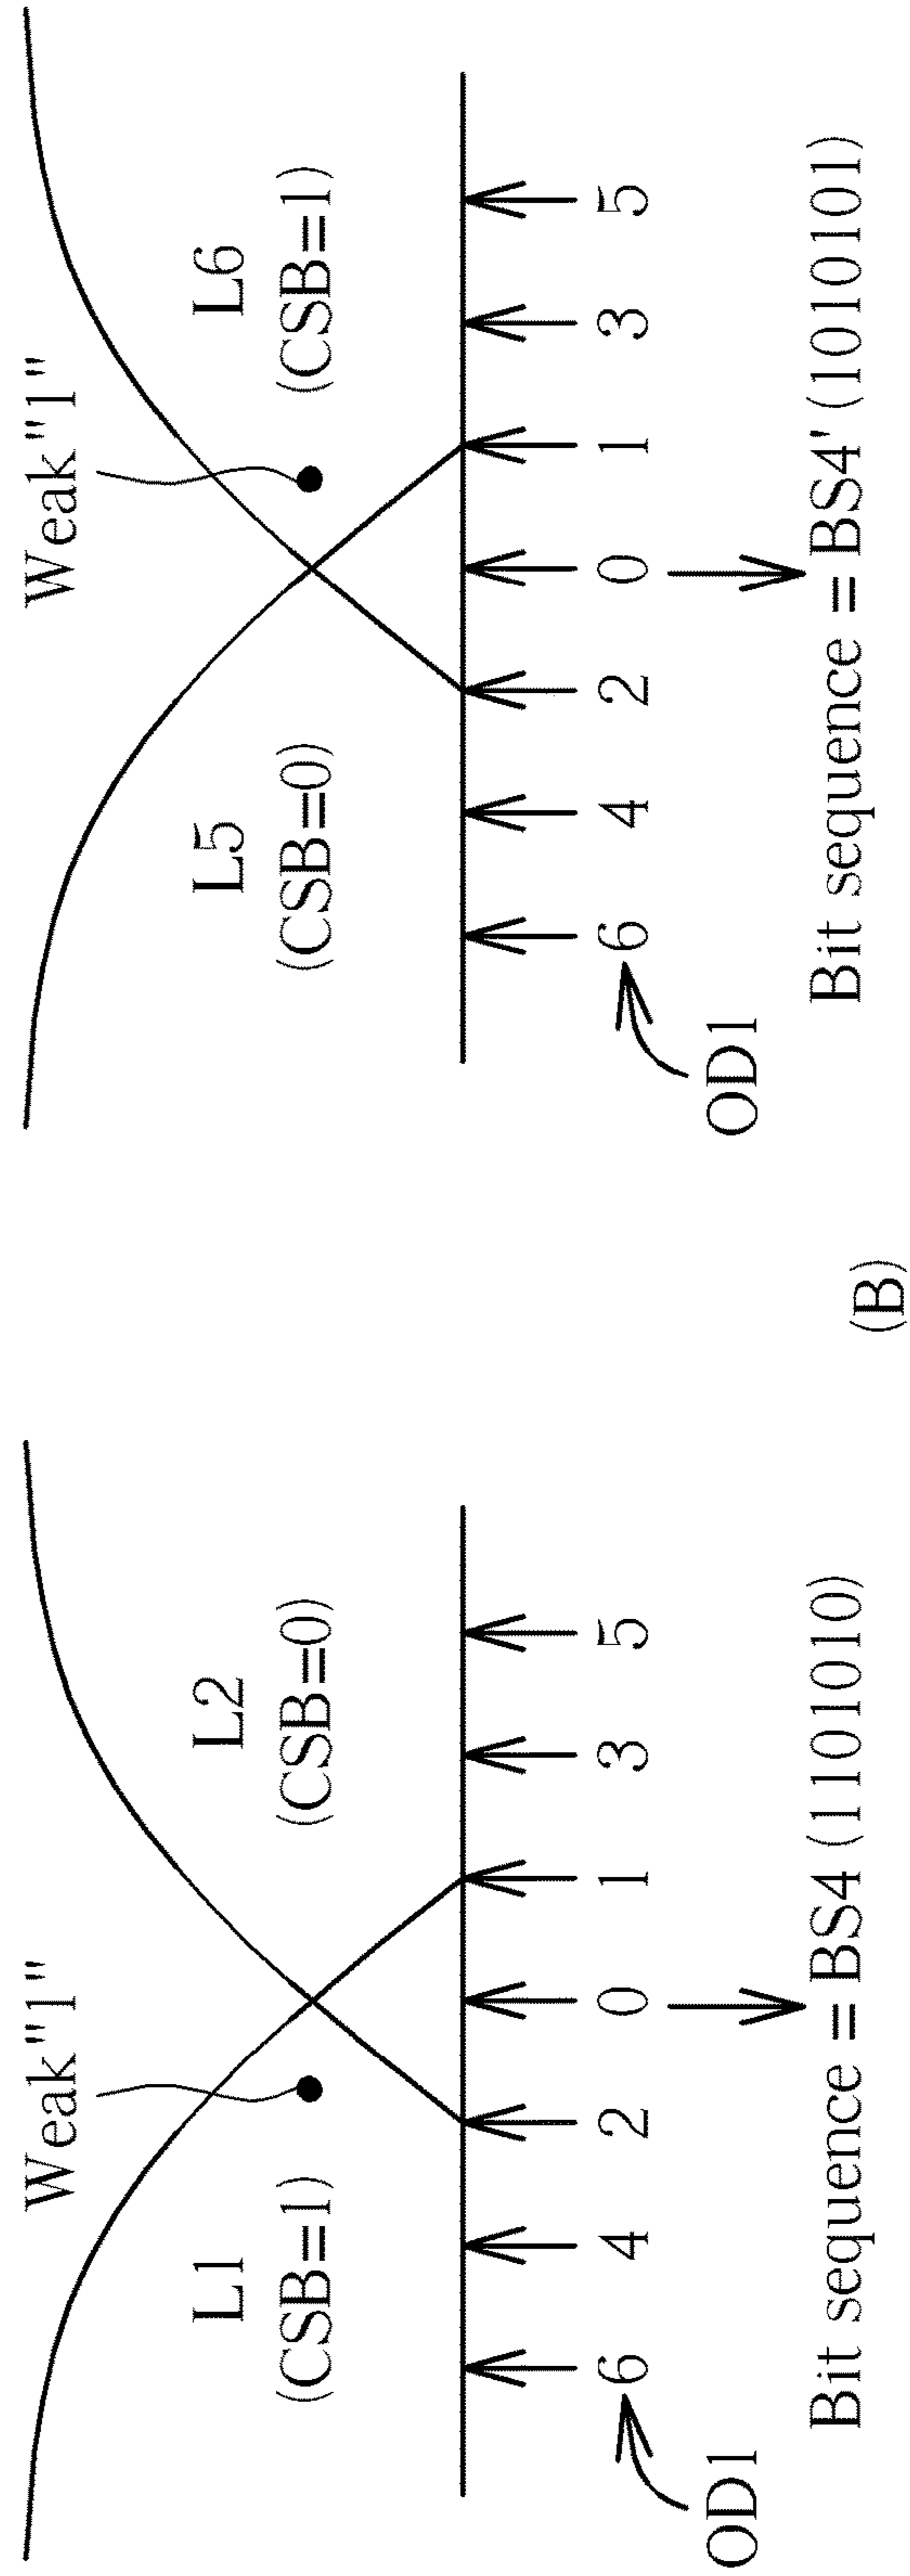 Weak"1"
L1
(CSB=1)
L2
(CSB=0)
6 4 2 0 1 3 5
OD1
Bit sequence = BS4 (1101010)
Weak"1"
L5
(CSB=0)
L6
(CSB=1)
6 4 2 0 1 3 5
OD1
Bit sequence = BS4' (1010101)
(B)